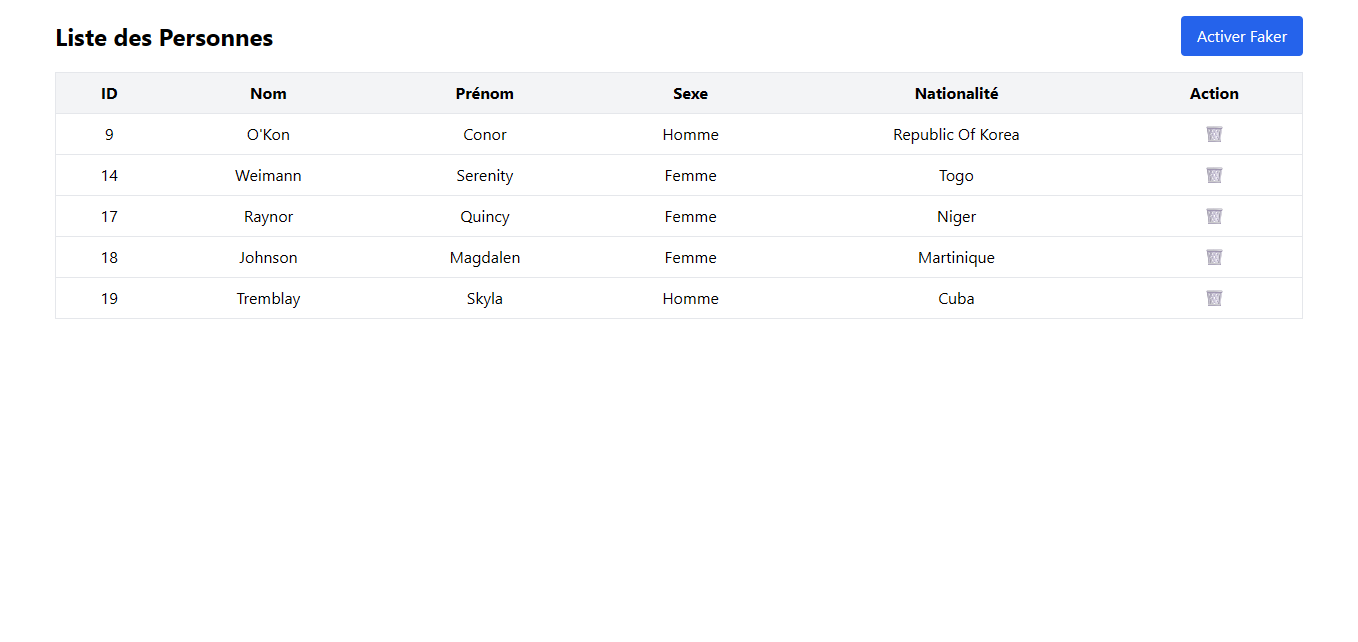 Liste des Personnes
Activer Faker
ID Nom Prénom Sexe Nationalité Action
9 O'Kon Conor Homme Republic Of Korea
14 Weimann Serenity Femme Togo
17 Raynor Quincy Femme Niger
18 Johnson Magdalen Femme Martinique
19 Tremblay Skyla Homme Cuba